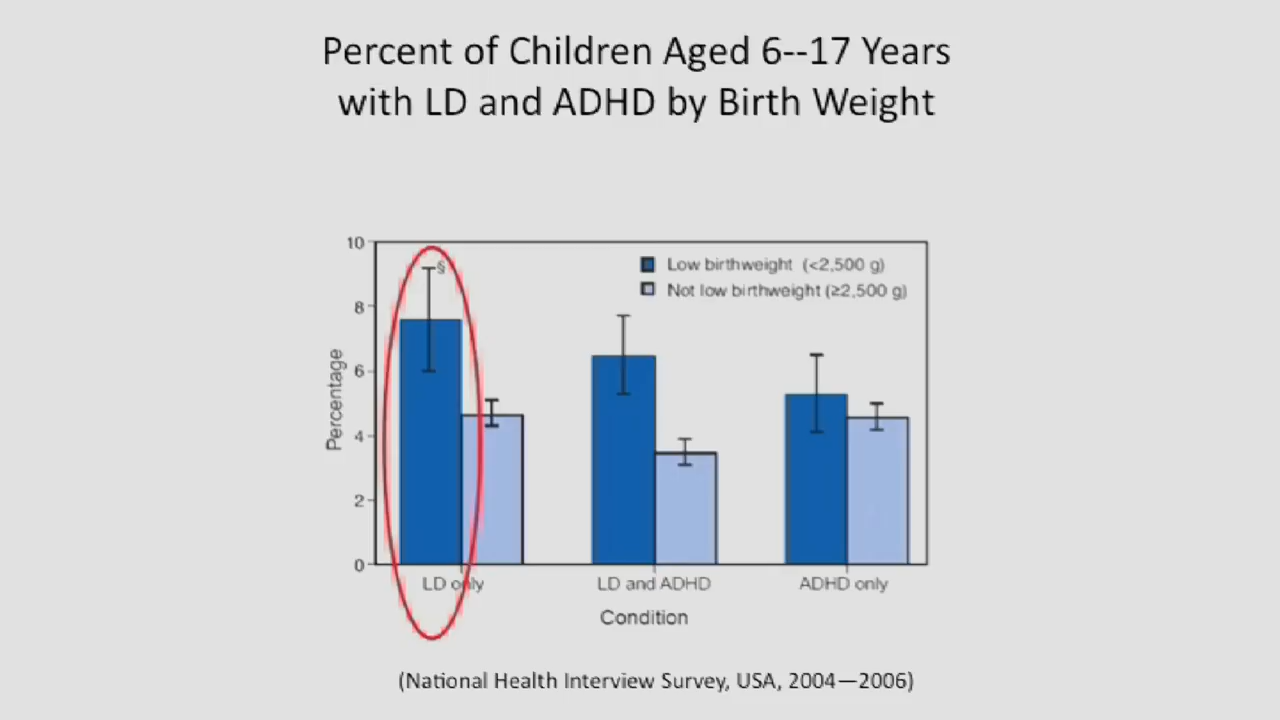 Percent of Children Aged 6--17 Years
with LD and ADHD by Birth Weight
10
8
6
4
2
0
Percentage
§
Low birthweight (<2,500 g)
Not low birthweight (≥2,500 g)
LD only
LD and ADHD
ADHD only
Condition
(National Health Interview Survey, USA, 2004—2006)